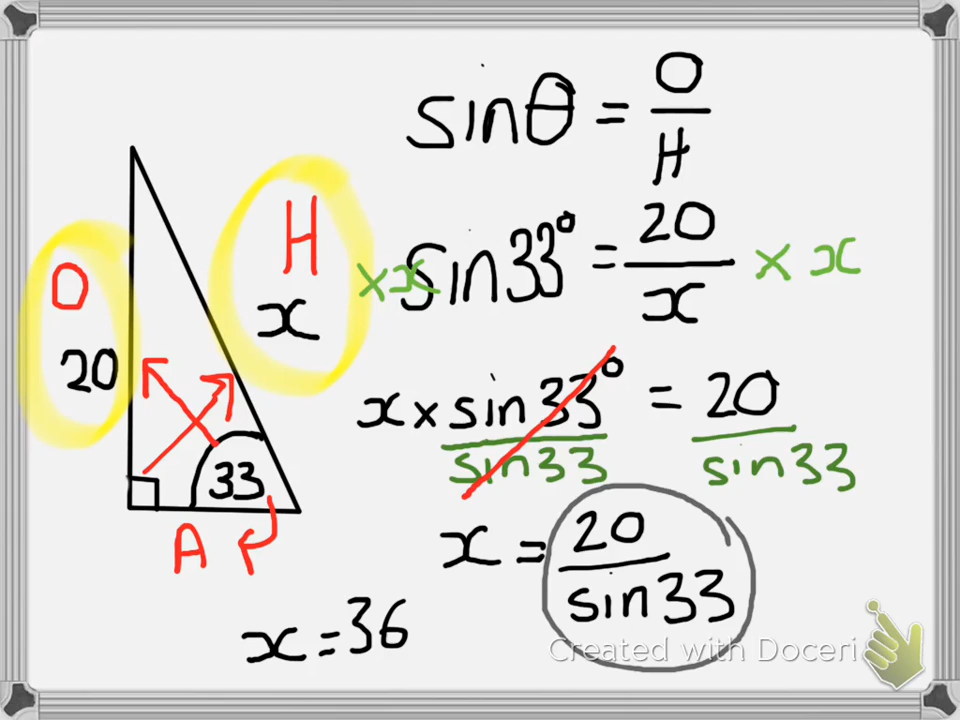 sinθ = O/H
O
20
H
x
×x sin33° = 20/x × x
x × sin33°/sin33 = 20/sin33
33
A
x = 20/sin33
x = 36
Created with Doceri